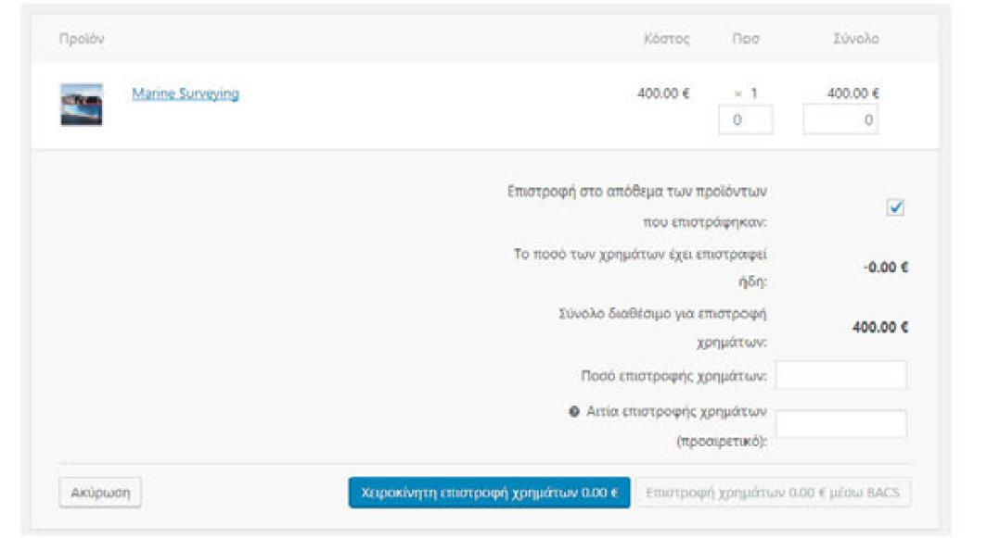 Προϊόν Κόστος Ποσ Σύνολο
Marine Surveying 400.00 € × 1 400.00 €
0 0
Επιστροφή στο απόθεμα των προϊόντων
που επιστράφηκαν:
Το ποσό των χρημάτων έχει επιστραφεί
ήδη:
-0.00 €
Σύνολο διαθέσιμο για επιστροφή
χρημάτων:
400.00 €
Ποσό επιστροφής χρημάτων:
Αιτία επιστροφής χρημάτων
(προαιρετικό):
Ακύρωση Χειροκίνητη επιστροφή χρημάτων 0.00 € Επιστροφή χρημάτων 0.00 € μέσω BACS